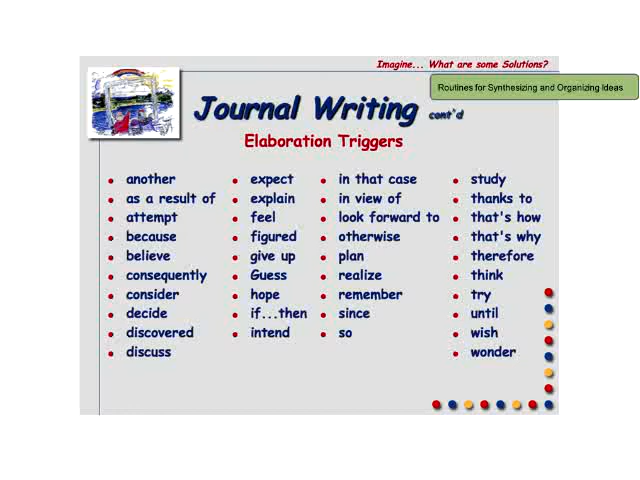 Imagine... What are some Solutions?
Routines for Synthesizing and Organizing Ideas
Journal Writing cont'd
Elaboration Triggers
another
as a result of
attempt
because
believe
consequently
consider
decide
discovered
discuss
expect
explain
feel
figured
give up
Guess
hope
if...then
intend
in that case
in view of
look forward to
otherwise
plan
realize
remember
since
so
study
thanks to
that's how
that's why
therefore
think
try
until
wish
wonder